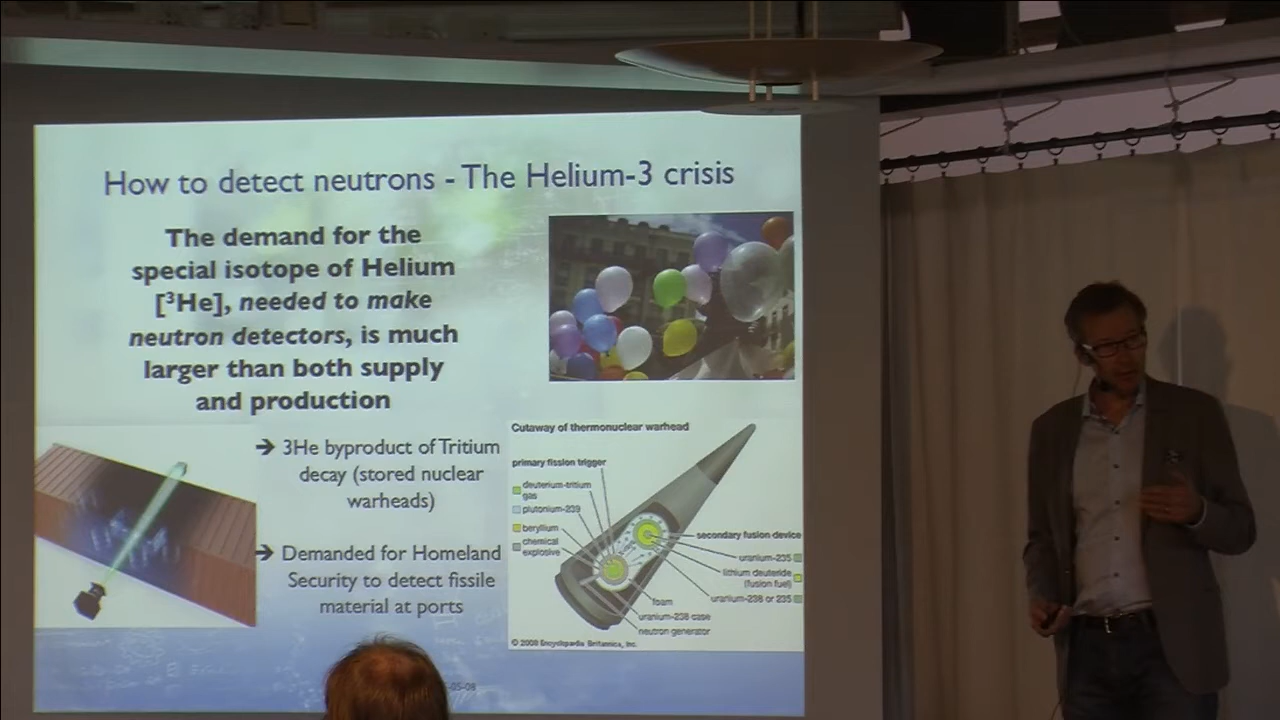 How to detect neutrons - The Helium-3 crisis
The demand for the
special isotope of Helium
[³He], needed to make
neutron detectors, is much
larger than both supply
and production
→ 3He byproduct of Tritium
decay (stored nuclear
warheads)
→ Demanded for Homeland
Security to detect fissile
material at ports
Cutaway of thermonuclear warhead
primary fission trigger
deuterium-tritium
gas
plutonium-239
beryllium
chemical
explosive
secondary fusion device
uranium-235
lithium deuteride
(fusion fuel)
uranium-238 or 235
foam
uranium-238 case
neutron generator
© 2008 Encyclopædia Britannica, Inc.
-05-08